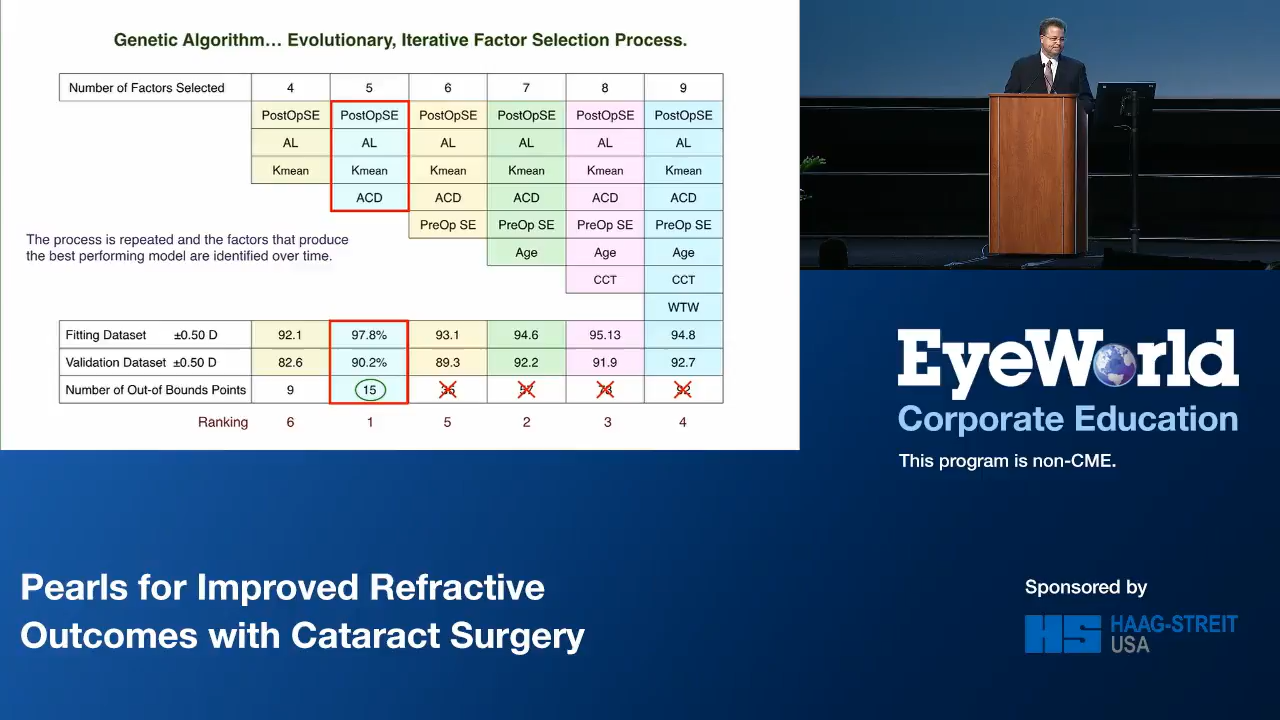 Genetic Algorithm… Evolutionary, Iterative Factor Selection Process.
Number of Factors Selected 4 5 6 7 8 9
PostOpSE PostOpSE PostOpSE PostOpSE PostOpSE PostOpSE
AL AL AL AL AL AL
Kmean Kmean Kmean Kmean Kmean Kmean
ACD ACD ACD ACD ACD
PreOp SE PreOp SE PreOp SE PreOp SE
The process is repeated and the factors that produce
the best performing model are identified over time.
Age Age Age
CCT CCT
WTW
Fitting Dataset ±0.50 D 92.1 97.8% 93.1 94.6 95.13 94.8
Validation Dataset ±0.50 D 82.6 90.2% 89.3 92.2 91.9 92.7
Number of Out-of Bounds Points 9 15
Ranking 6 1 5 2 3 4
EyeWorld
Corporate Education
This program is non-CME.
Pearls for Improved Refractive
Outcomes with Cataract Surgery
Sponsored by
HS HAAG-STREIT
USA